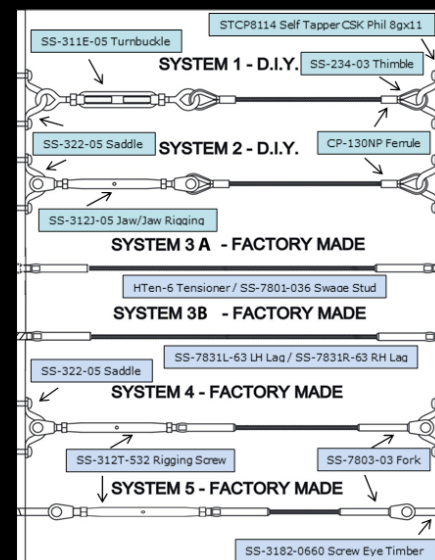 STCP8114 Self Tapper CSK Phil 8gx11
SS-311E-05 Turnbuckle
SYSTEM 1 - D.I.Y.
SS-234-03 Thimble
SS-322-05 Saddle
SYSTEM 2 - D.I.Y.
CP-130NP Ferrule
SS-312J-05 Jaw/Jaw Rigging
SYSTEM 3 A - FACTORY MADE
HTen-6 Tensioner / SS-7801-036 Swage Stud
SYSTEM 3B - FACTORY MADE
SS-7831L-63 LH Lag / SS-7831R-63 RH Lag
SS-322-05 Saddle
SYSTEM 4 - FACTORY MADE
SS-312T-532 Rigging Screw
SS-7803-03 Fork
SYSTEM 5 - FACTORY MADE
SS-3182-0660 Screw Eye Timber